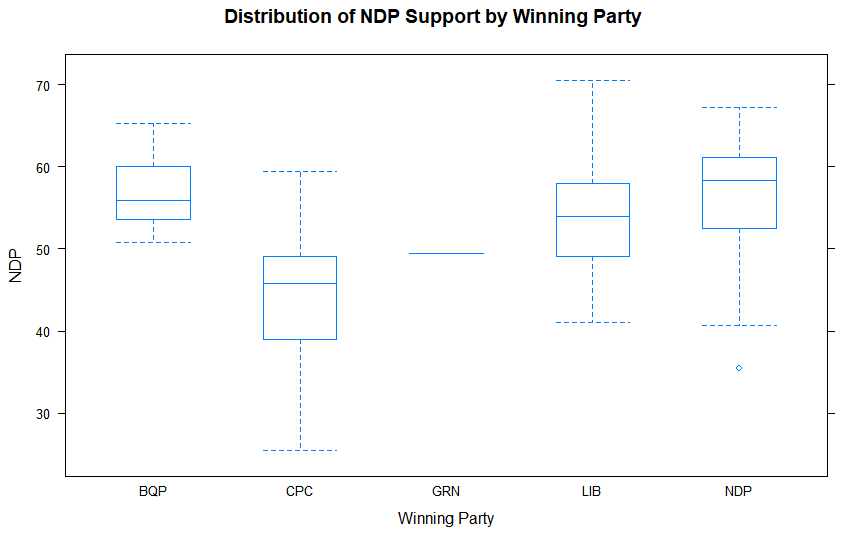 Distribution of NDP Support by Winning Party
NDP
70
60
50
40
30
BQP CPC GRN LIB NDP
Winning Party